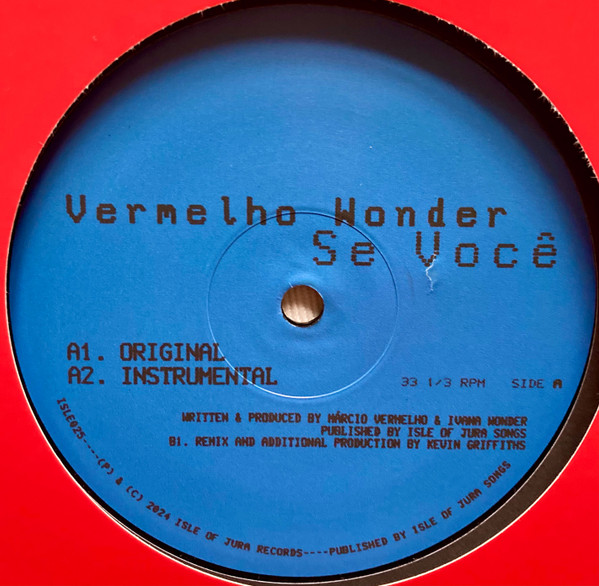 Vermelho Wonder
Se Você
A1. ORIGINAL
A2. INSTRUMENTAL
33 1/3 RPM SIDE A
WRITTEN & PRODUCED BY MÁRCIO VERMELHO & IVANA WONDER
PUBLISHED BY ISLE OF JURA SONGS
B1. REMIX AND ADDITIONAL PRODUCTION BY KEVIN GRIFFITHS
ISLE025----(P) & (C) 2024 ISLE OF JURA RECORDS----PUBLISHED BY ISLE OF JURA SONGS